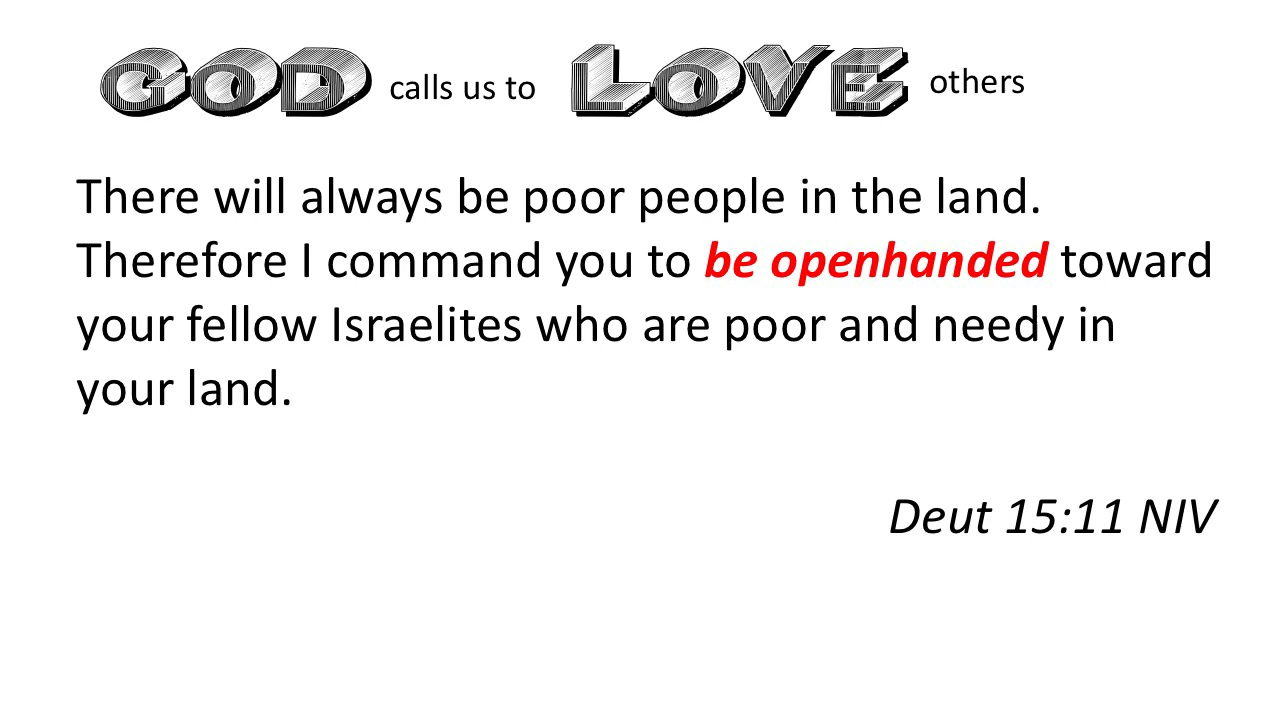 GOD calls us to LOVE others
There will always be poor people in the land.
Therefore I command you to be openhanded toward
your fellow Israelites who are poor and needy in
your land.
Deut 15:11 NIV